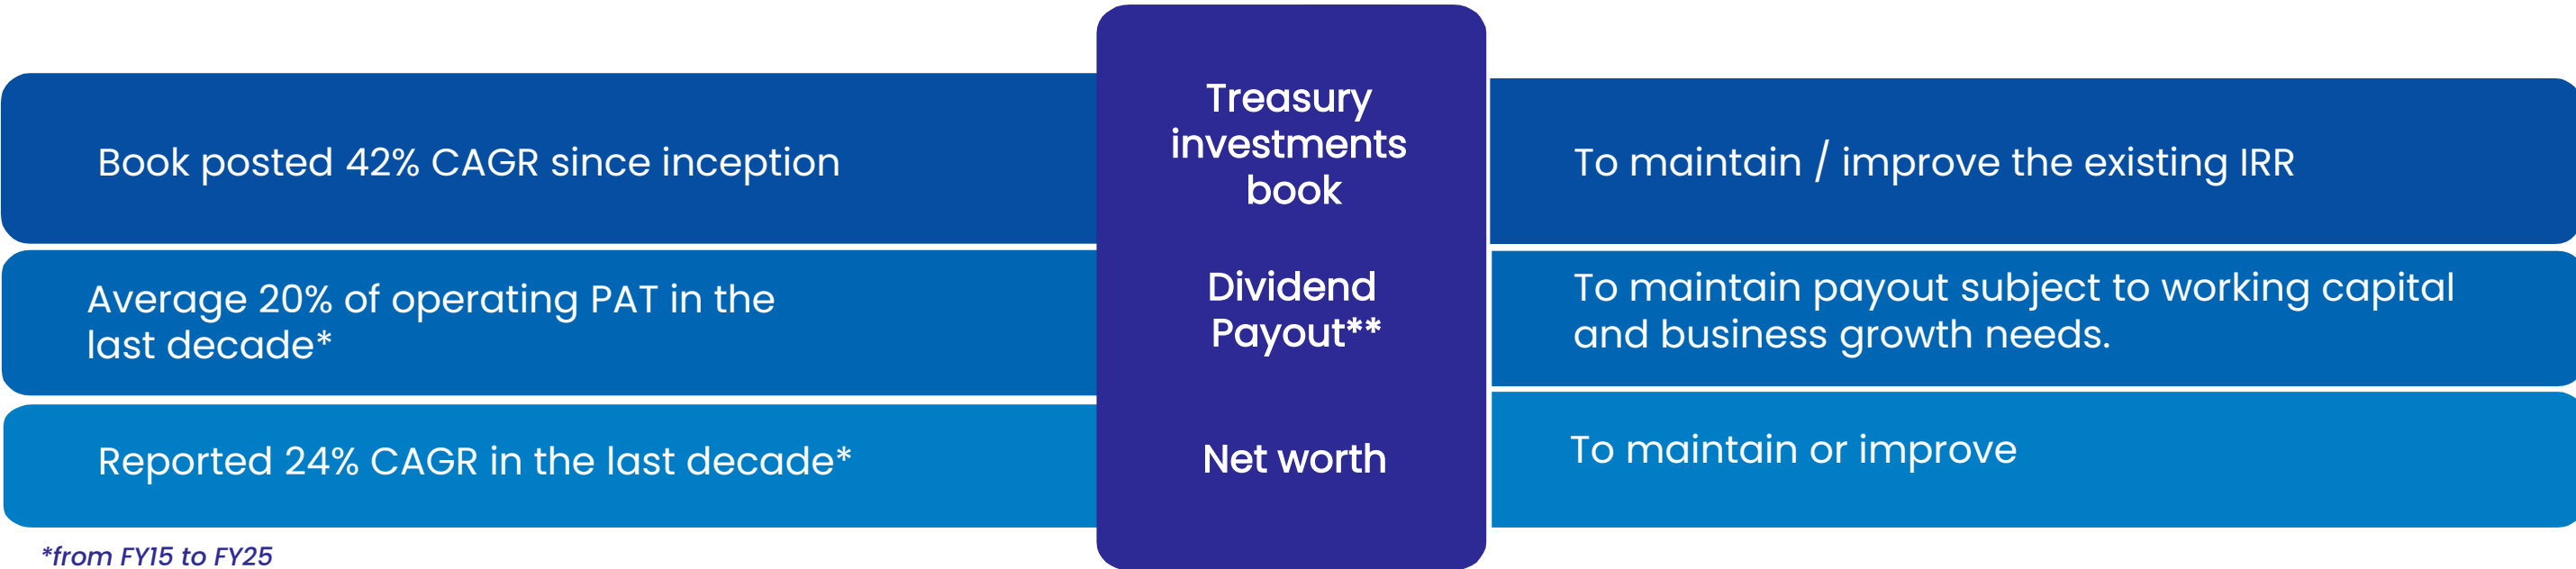 Book posted 42% CAGR since inception
Treasury
investments
book
To maintain / improve the existing IRR
Average 20% of operating PAT in the
last decade*
Dividend
Payout**
To maintain payout subject to working capital
and business growth needs.
Reported 24% CAGR in the last decade*
Net worth
To maintain or improve
*from FY15 to FY25